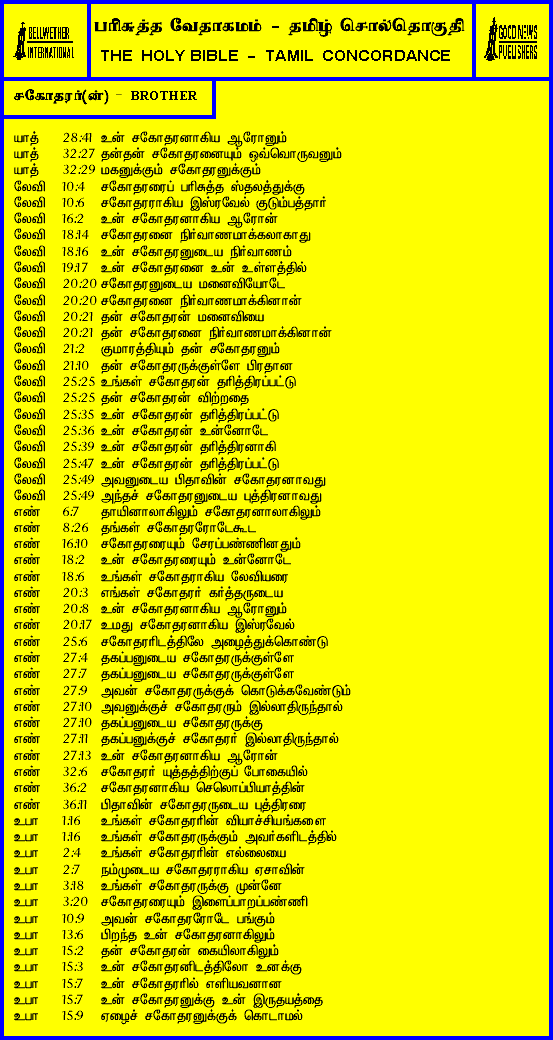 BELLWETHER
INTERNATIONAL
பரிசுத்த வேதாகமம் - தமிழ் சொல்தொகுதி
THE HOLY BIBLE - TAMIL CONCORDANCE
GOOD NEWS
PUBLISHERS
சகோதரர்(ன்) - BROTHER
யாத் 28:41 உன் சகோதரனாகிய ஆரோனும்
யாத் 32:27 தன்தன் சகோதரனையும் ஒவ்வொருவனும்
யாத் 32:29 மகனுக்கும் சகோதரனுக்கும்
லேவி 10:4 சகோதரரைப் பரிசுத்த ஸ்தலத்துக்கு
லேவி 10:6 சகோதரராகிய இஸ்ரவேல் குடும்பத்தார்
லேவி 16:2 உன் சகோதரனாகிய ஆரோன்
லேவி 18:14 சகோதரனை நிர்வாணமாக்கலாகாது
லேவி 18:16 உன் சகோதரனுடைய நிர்வாணம்
லேவி 19:17 உன் சகோதரனை உன் உள்ளத்தில்
லேவி 20:20 சகோதரனுடைய மனைவியோடே
லேவி 20:20 சகோதரனை நிர்வாணமாக்கினான்
லேவி 20:21 தன் சகோதரன் மனைவியை
லேவி 20:21 தன் சகோதரனை நிர்வாணமாக்கினான்
லேவி 21:2 குமாரத்தியும் தன் சகோதரனும்
லேவி 21:10 தன் சகோதரருக்குள்ளே பிரதான
லேவி 25:25 உங்கள் சகோதரன் தரித்திரப்பட்டு
லேவி 25:25 தன் சகோதரன் விற்றதை
லேவி 25:35 உன் சகோதரன் தரித்திரப்பட்டு
லேவி 25:36 உன் சகோதரன் உன்னோடே
லேவி 25:39 உன் சகோதரன் தரித்திரனாகி
லேவி 25:47 உன் சகோதரன் தரித்திரப்பட்டு
லேவி 25:49 அவனுடைய பிதாவின் சகோதரனாவது
லேவி 25:49 அந்தச் சகோதரனுடைய புத்திரனாவது
எண் 6:7 தாயினாலாகிலும் சகோதரனாலாகிலும்
எண் 8:26 தங்கள் சகோதரரோடேகூட
எண் 16:10 சகோதரரையும் சேரப்பண்ணினதும்
எண் 18:2 உன் சகோதரரையும் உன்னோடே
எண் 18:6 உங்கள் சகோதராகிய லேவியரை
எண் 20:3 எங்கள் சகோதரர் கர்த்தருடைய
எண் 20:8 உன் சகோதரனாகிய ஆரோனும்
எண் 20:17 உமது சகோதரனாகிய இஸ்ரவேல்
எண் 25:6 சகோதரரிடத்திலே அழைத்துக்கொண்டு
எண் 27:4 தகப்பனுடைய சகோதரருக்குள்ளே
எண் 27:7 தகப்பனுடைய சகோதரருக்குள்ளே
எண் 27:9 அவன் சகோதரருக்குக் கொடுக்கவேண்டும்
எண் 27:10 அவனுக்குச் சகோதரரும் இல்லாதிருந்தால்
எண் 27:10 தகப்பனுடைய சகோதரருக்கு
எண் 27:11 தகப்பனுக்குச் சகோதரர் இல்லாதிருந்தால்
எண் 27:13 உன் சகோதரனாகிய ஆரோன்
எண் 32:6 சகோதரர் யுத்தத்திற்குப் போகையில்
எண் 36:2 சகோதரனாகிய செலொப்பியாத்தின்
எண் 36:11 பிதாவின் சகோதரருடைய புத்திரரை
உபா 1:16 உங்கள் சகோதரரின் வியாச்சியங்களை
உபா 1:16 உங்கள் சகோதரருக்கும் அவர்களிடத்தில்
உபா 2:4 உங்கள் சகோதரரின் எல்லையை
உபா 2:7 நம்முடைய சகோதரராகிய ஏசாவின்
உபா 3:18 உங்கள் சகோதரருக்கு முன்னே
உபா 3:20 சகோதரரையும் இளைப்பாறப்பண்ணி
உபா 10:9 அவன் சகோதரரோடே பங்கும்
உபா 13:6 பிறந்த உன் சகோதரனாகிலும்
உபா 15:2 தன் சகோதரன் கையிலாகிலும்
உபா 15:3 உன் சகோதரனிடத்திலோ உனக்கு
உபா 15:7 உன் சகோதரரில் எளியவனான
உபா 15:7 உன் சகோதரனுக்கு உன் இருதயத்தை
உபா 15:9 ஏழைச் சகோதரனுக்குக் கொடாமல்